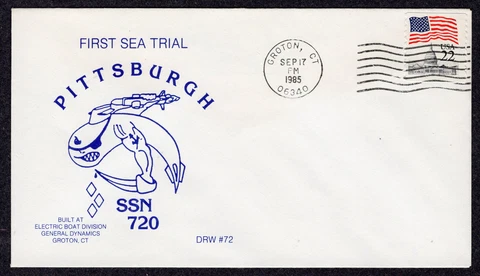 FIRST SEA TRIAL
PITTSBURGH
SSN
720
BUILT AT
ELECTRIC BOAT DIVISION
GENERAL DYNAMICS
GROTON, CT
DRW #72
GROTON, CT
SEP 17
PM
1985
06340
USA
22